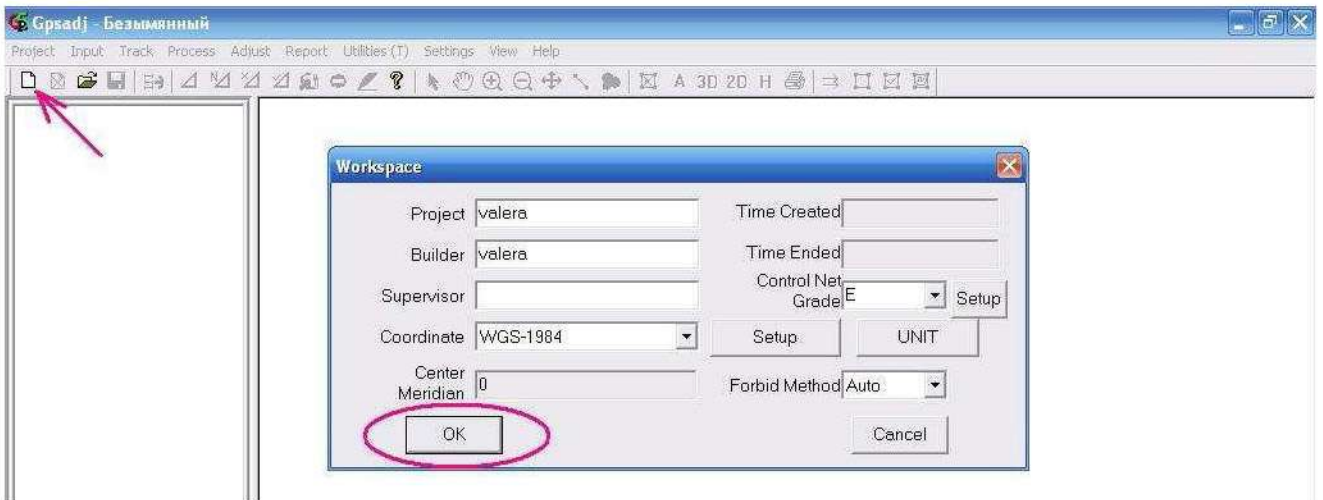 Gpsadj - Безымянный
Project Input Track Process Adjust Report Utilities (T) Settings View Help
A 3D 2D H
Workspace
Project valera Time Created
Builder valera Time Ended
Supervisor Control Net Grade E Setup
Coordinate WGS-1984 Setup UNIT
Center Meridian 0 Forbid Method Auto
OK Cancel